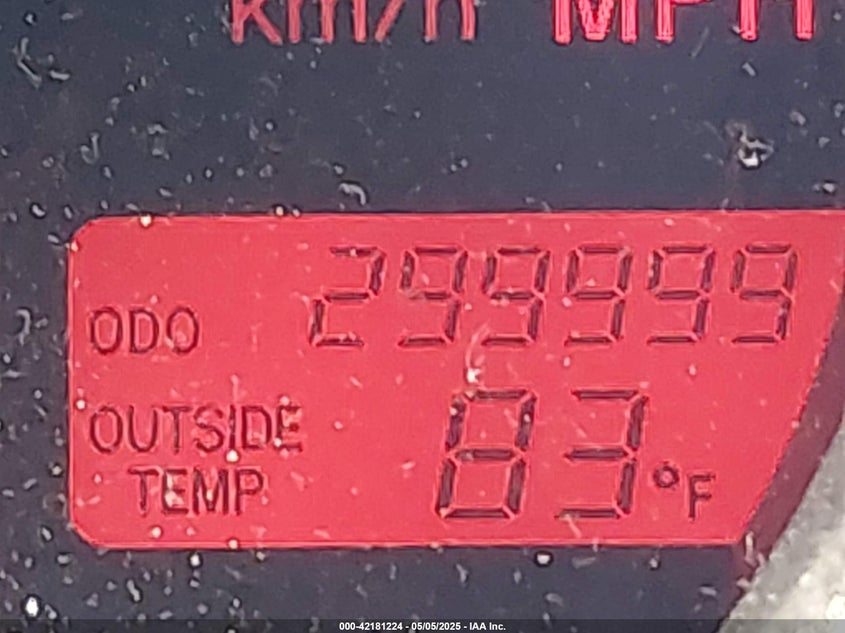 km/h MPH
ODO 299999
OUTSIDE
TEMP 83°F
000-42181224 - 05/05/2025 - IAA Inc.